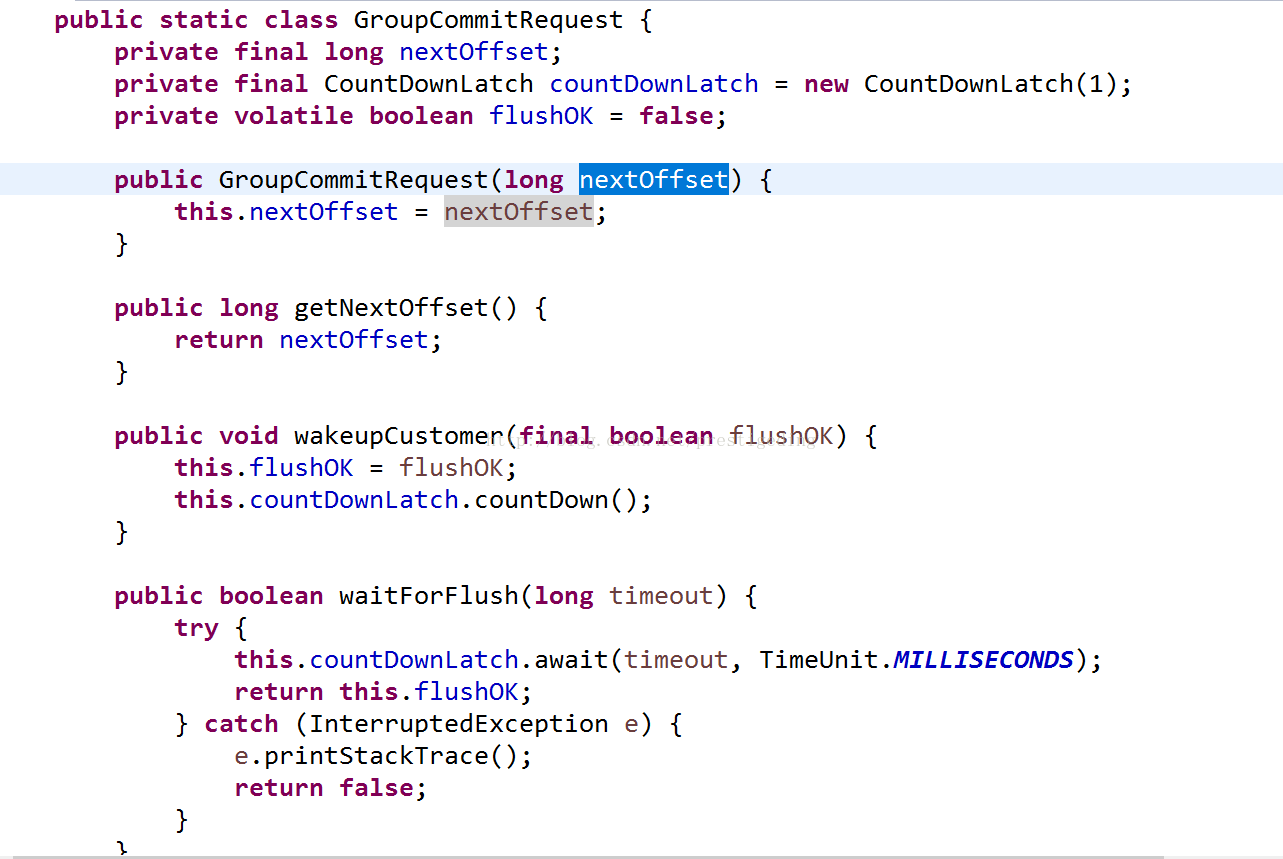 public static class GroupCommitRequest {
    private final long nextOffset;
    private final CountDownLatch countDownLatch = new CountDownLatch(1);
    private volatile boolean flushOK = false;

    public GroupCommitRequest(long nextOffset) {
        this.nextOffset = nextOffset;
    }

    public long getNextOffset() {
        return nextOffset;
    }

    public void wakeupCustomer(final boolean flushOK) {
        this.flushOK = flushOK;
        this.countDownLatch.countDown();
    }

    public boolean waitForFlush(long timeout) {
        try {
            this.countDownLatch.await(timeout, TimeUnit.MILLISECONDS);
            return this.flushOK;
        } catch (InterruptedException e) {
            e.printStackTrace();
            return false;
        }
    }